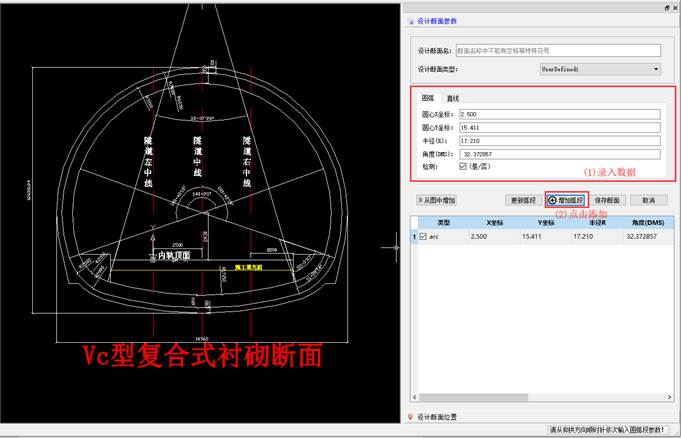 设计断面参数
设计断面名:
断面名称中不能有空格等特殊符号
设计断面类型:
UserDefined1
圆弧
直线
圆心X坐标:
2.500
圆心Y坐标:
15.411
半径(R):
17.210
角度(DMS):
32.372857
检测:
(是/否)
(1)录入数据
从图中增加
更新弧段
增加弧段
保存断面
取消
(2)点击添加
类型
X坐标
Y坐标
半径R
角度(DMS)
1
arc
2.500
15.411
17.210
32.372857
设计断面位置
请从仰拱方向顺时针依次输入圆弧段参数!
隧道左中线
隧道中线
隧道右中线
内轨顶面
施工填充面
2500
14960
Vc型复合式衬砌断面